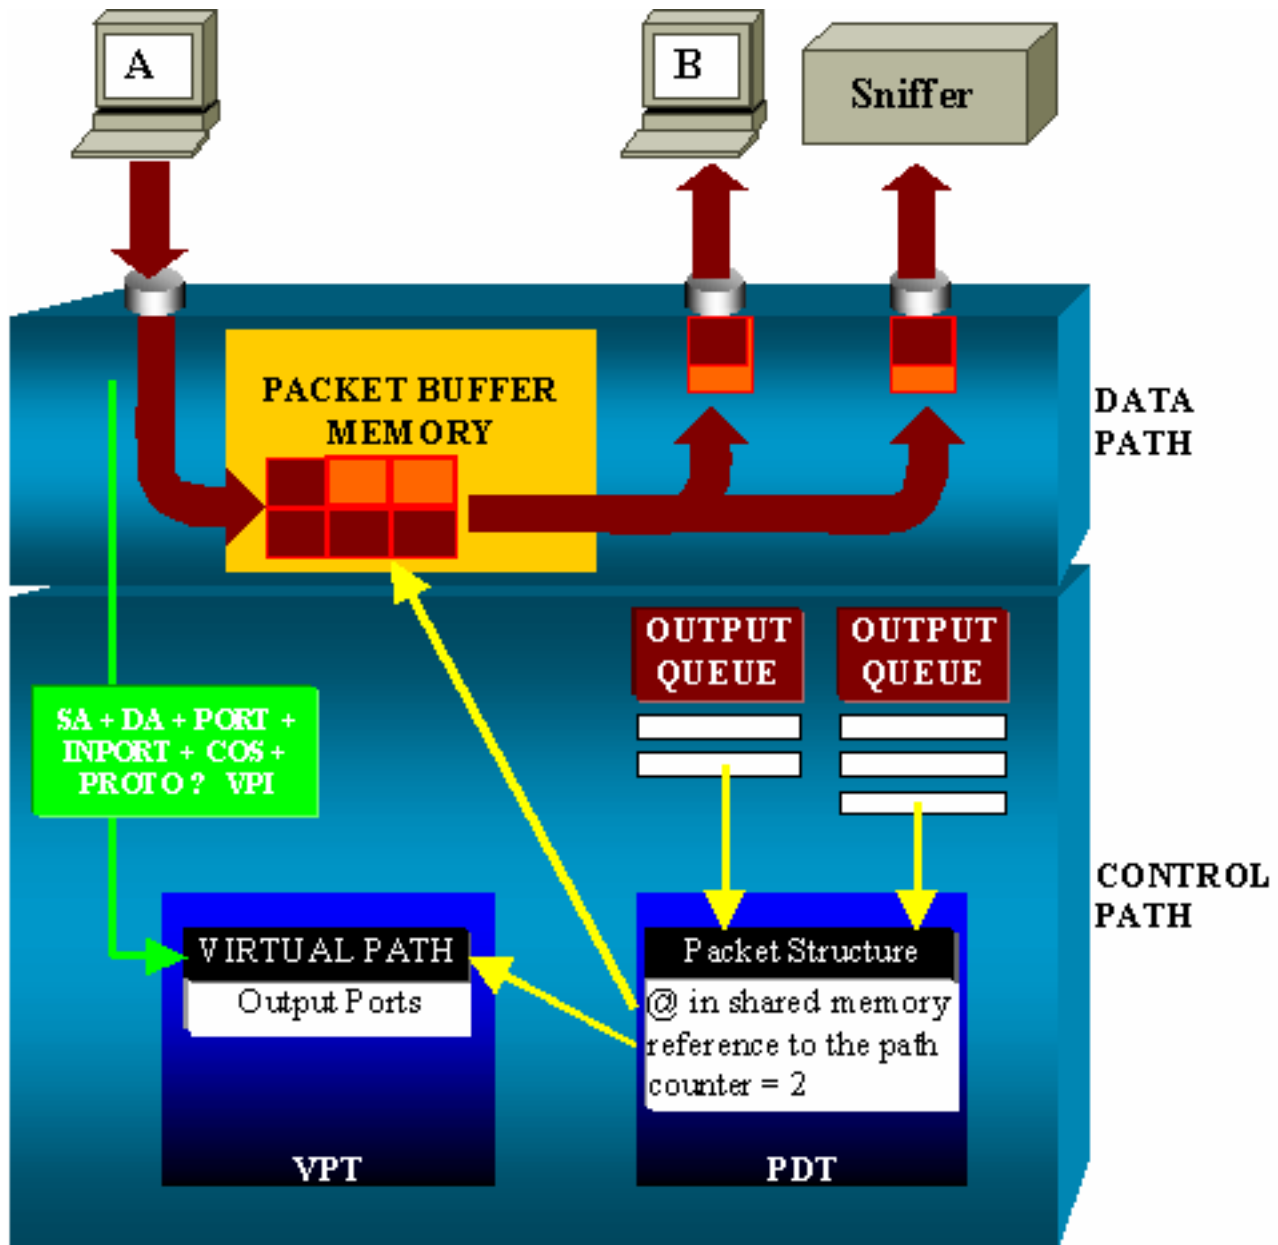 A
B
Sniffer
PACKET BUFFER
MEMORY
DATA
PATH
OUTPUT
QUEUE
OUTPUT
QUEUE
SA + DA + PORT +
INPORT + COS +
PROTO ? VPI
CONTROL
PATH
VIRTUAL PATH
Output Ports
VPT
Packet Structure
@ in shared memory
reference to the path
counter = 2
PDT